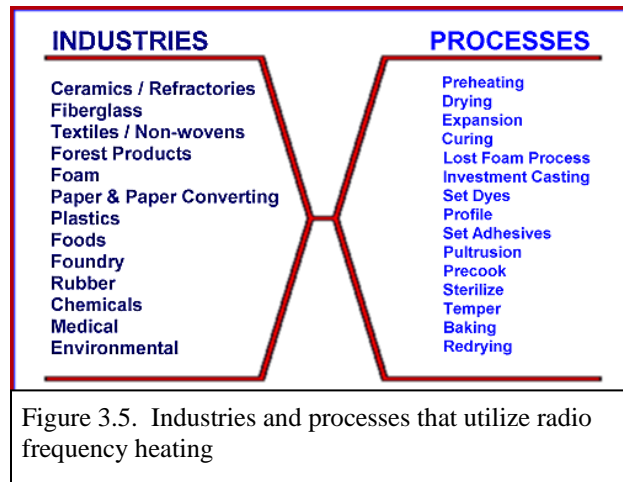 INDUSTRIES
Ceramics / Refractories
Fiberglass
Textiles / Non-wovens
Forest Products
Foam
Paper & Paper Converting
Plastics
Foods
Foundry
Rubber
Chemicals
Medical
Environmental
PROCESSES
Preheating
Drying
Expansion
Curing
Lost Foam Process
Investment Casting
Set Dyes
Profile
Set Adhesives
Pultrusion
Precook
Sterilize
Temper
Baking
Redrying
Figure 3.5.  Industries and processes that utilize radio
frequency heating